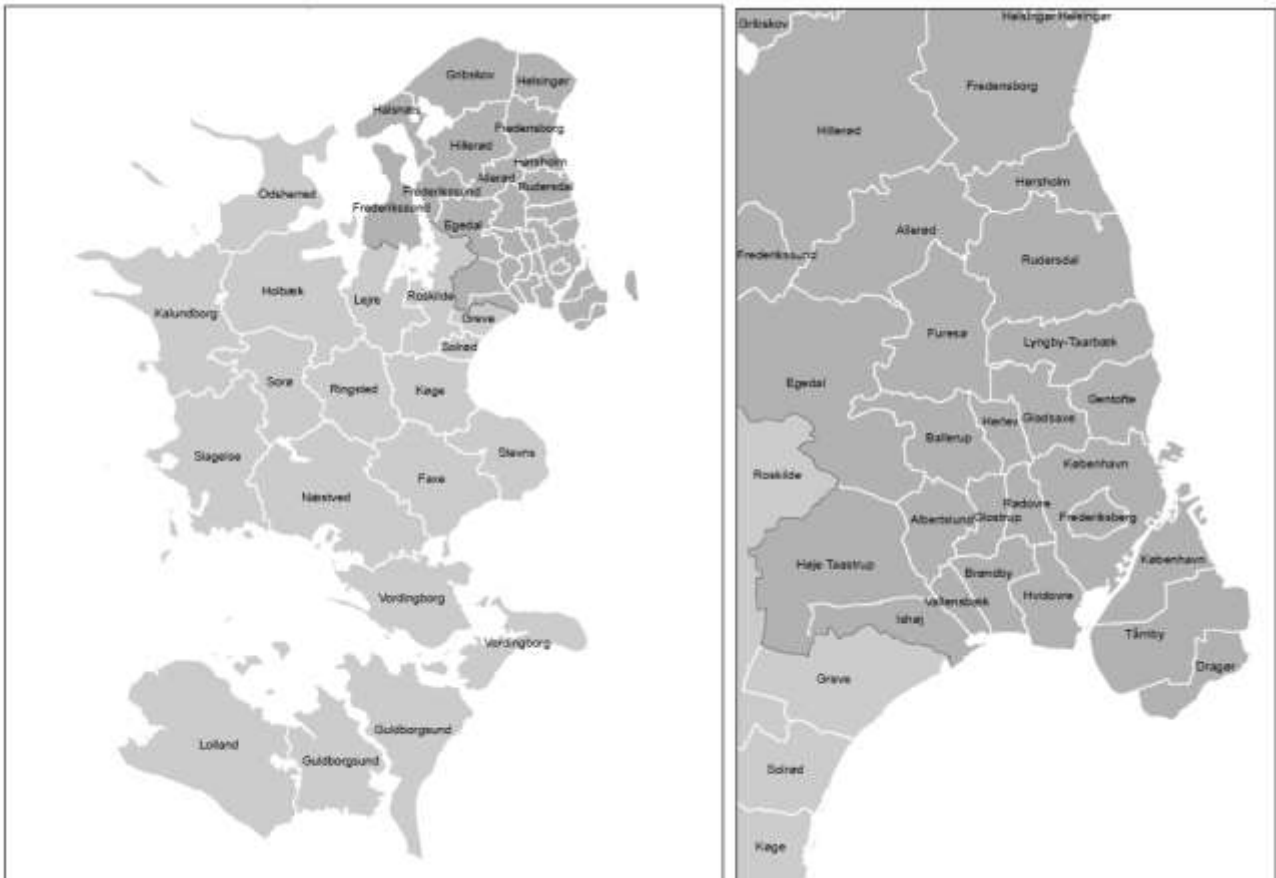 Gribskov
Helsingør
Halsnæs
Fredensborg
Hillerød
Hørsholm
Allerød
Rudersdal
Frederikssund
Odsherred
Frederikssund
Egedal
Holbæk
Lejre
Roskilde
Kalundborg
Greve
Solrød
Sorø
Ringsted
Køge
Slagelse
Stevns
Faxe
Næstved
Vordingborg
Vordingborg
Guldborgsund
Lolland
Guldborgsund
Gribskov
Helsingør Helsingør
Fredensborg
Hillerød
Hørsholm
Allerød
Frederikssund
Rudersdal
Furesø
Lyngby-Taarbæk
Egedal
Gentofte
Herlev
Gladsaxe
Ballerup
København
Roskilde
Rødovre
Albertslund
Glostrup
Frederiksberg
København
Høje Taastrup
Brøndby
Hvidovre
Vallensbæk
Ishøj
Tårnby
Dragør
Greve
Solrød
Køge